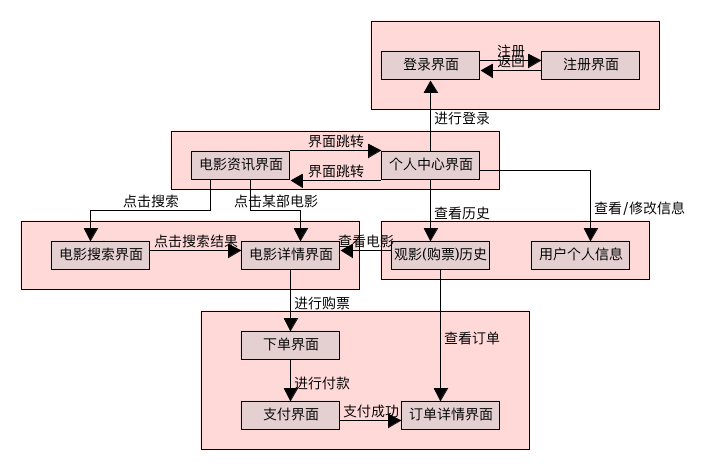 注册
登录界面
返回
注册界面
进行登录
界面跳转
电影资讯界面
个人中心界面
界面跳转
点击搜索
点击某部电影
查看历史
查看/修改信息
点击搜索结果
查看电影
电影搜索界面
电影详情界面
观影(购票)历史
用户个人信息
进行购票
下单界面
查看订单
进行付款
支付成功
支付界面
订单详情界面